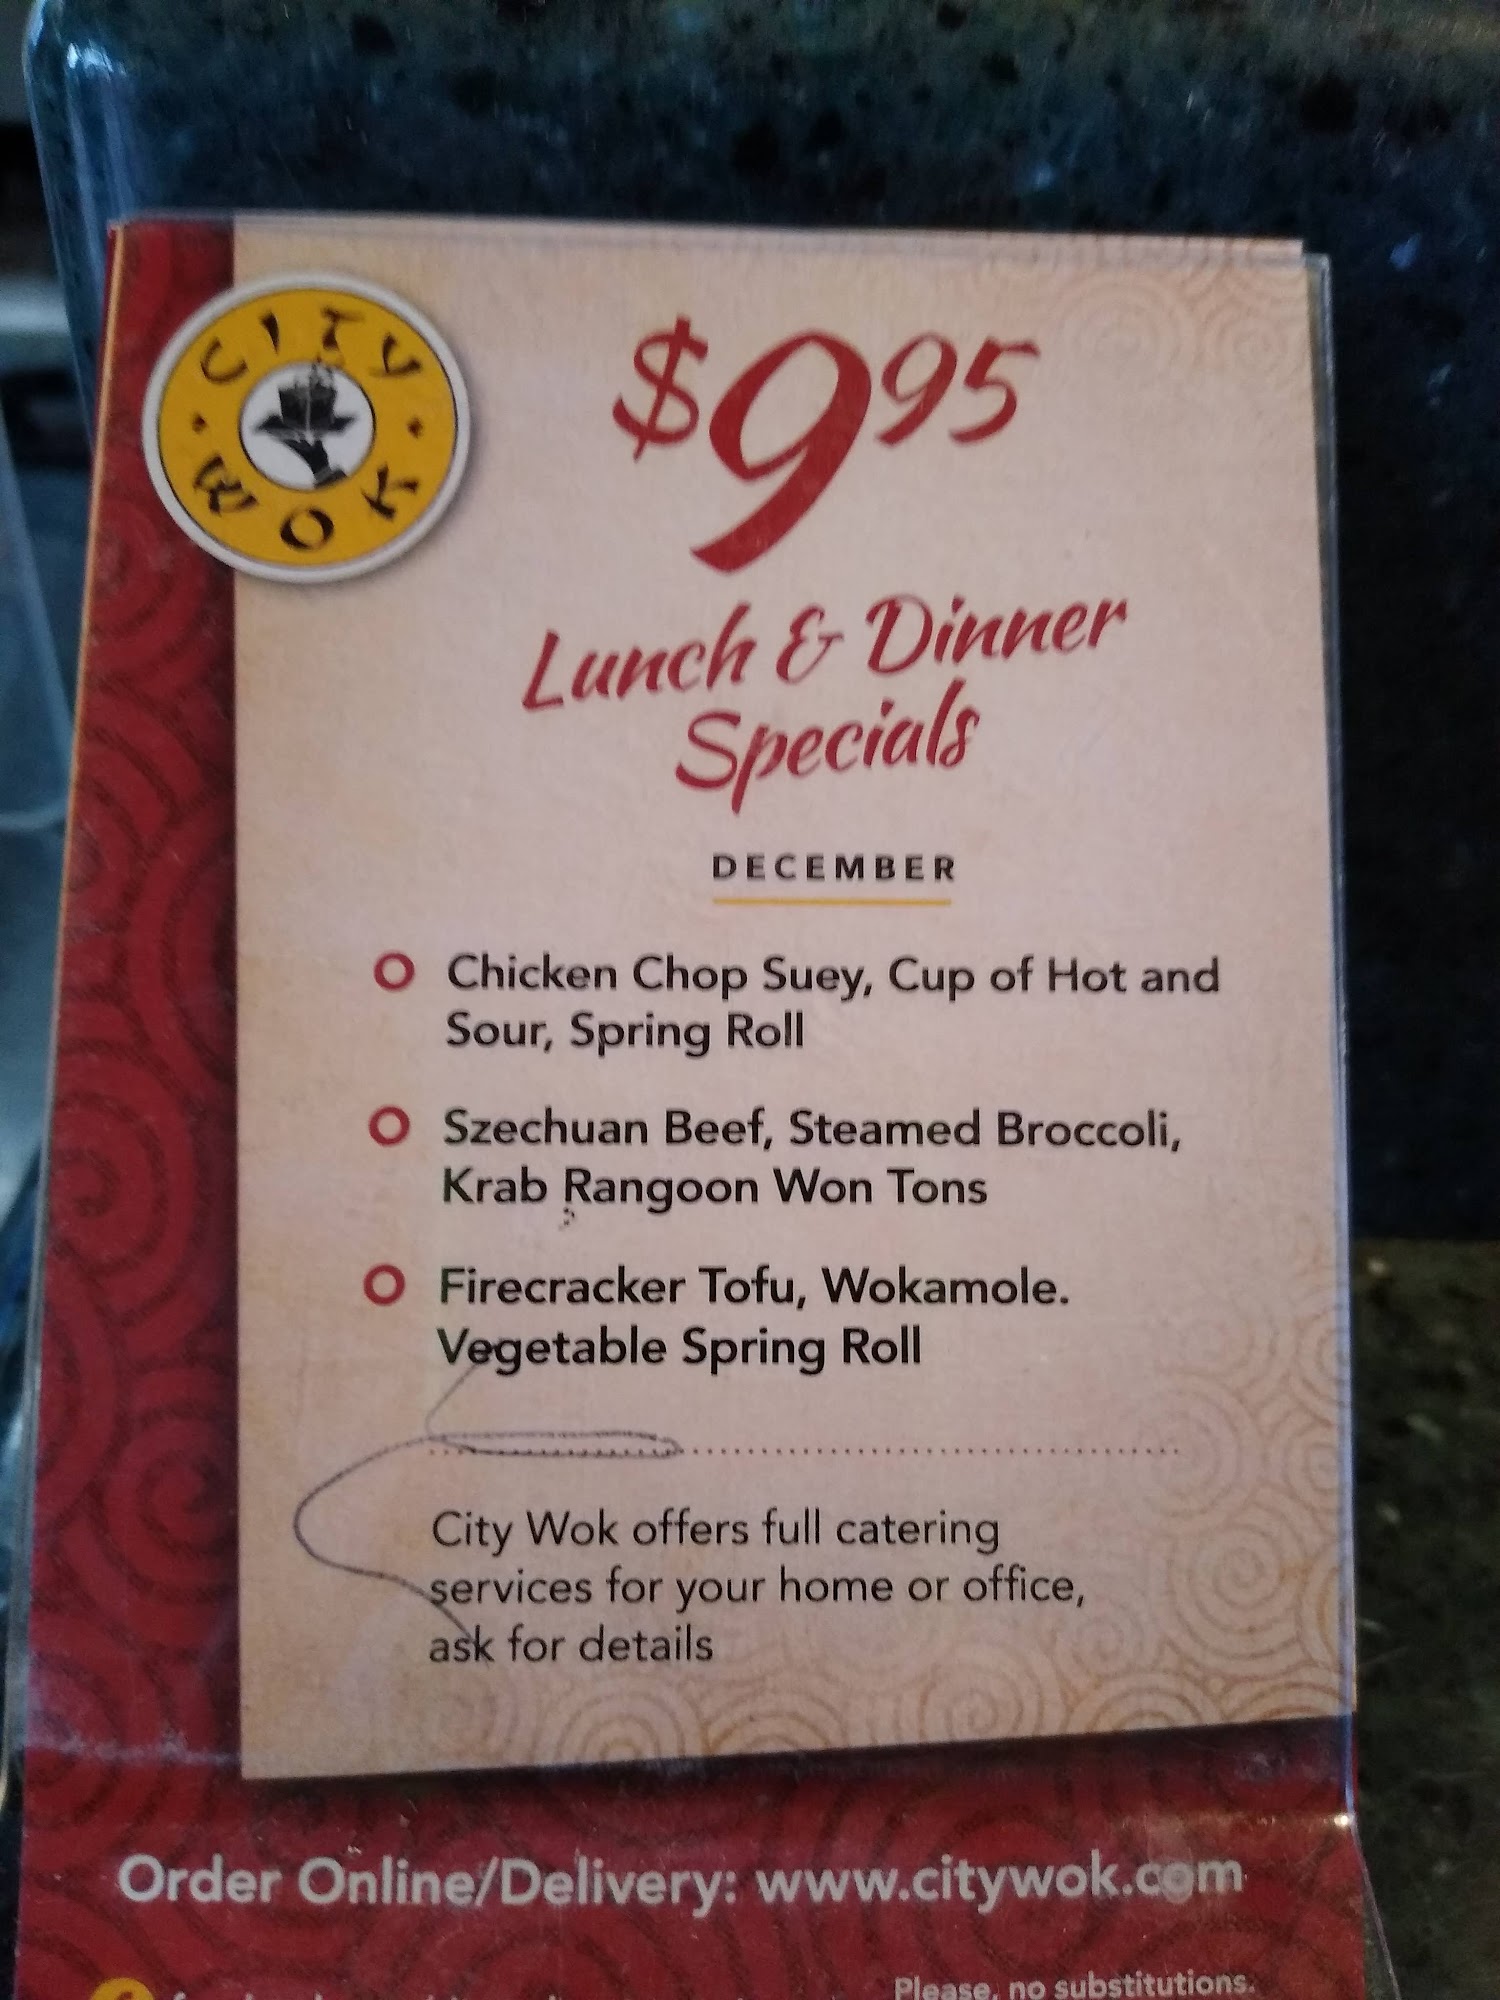 CITY
WOK
$9.95
Lunch & Dinner
Specials
DECEMBER
Chicken Chop Suey, Cup of Hot and
Sour, Spring Roll
Szechuan Beef, Steamed Broccoli,
Krab Rangoon Won Tons
Firecracker Tofu, Wokamole.
Vegetable Spring Roll
City Wok offers full catering
services for your home or office,
ask for details
Order Online/Delivery: www.citywok.com
Please, no substitutions.